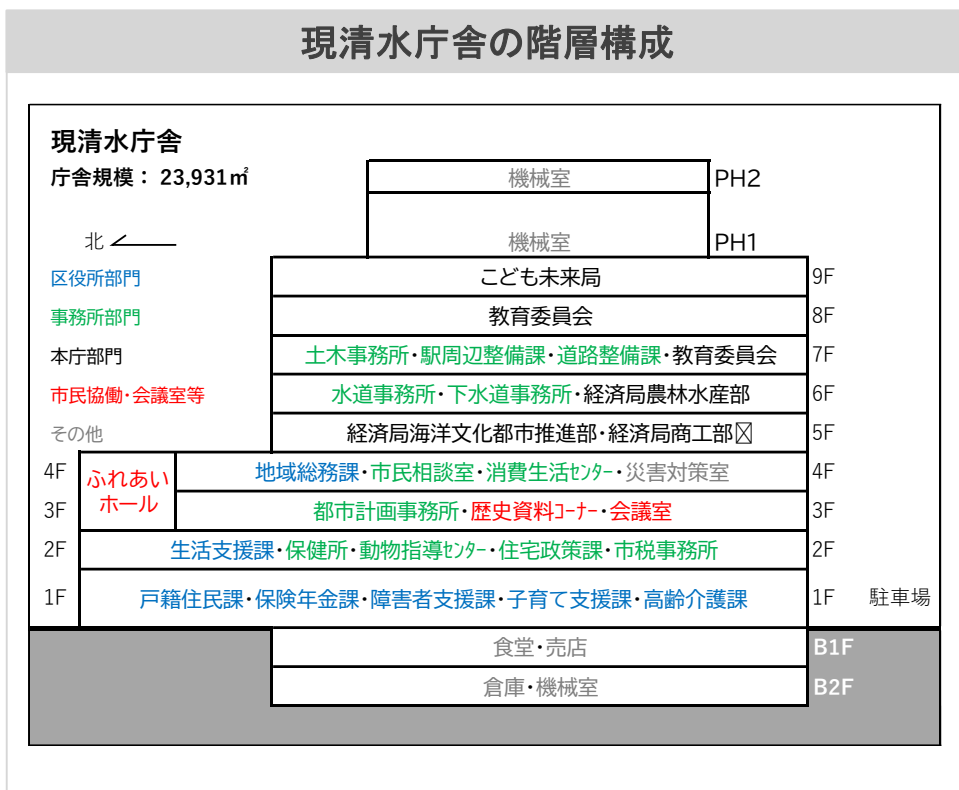 現清水庁舎の階層構成
現清水庁舎
庁舎規模： 23,931㎡
機械室 PH2
北
機械室 PH1
区役所部門
こども未来局 9F
事務所部門
教育委員会 8F
本庁部門
土木事務所・駅周辺整備課・道路整備課・教育委員会 7F
市民協働・会議室等
水道事務所・下水道事務所・経済局農林水産部 6F
その他
経済局海洋文化都市推進部・経済局商工部 5F
4F
ふれあい
ホール
地域総務課・市民相談室・消費生活ｾﾝﾀｰ・災害対策室 4F
3F
都市計画事務所・歴史資料ｺｰﾅｰ・会議室 3F
2F 生活支援課・保健所・動物指導ｾﾝﾀｰ・住宅政策課・市税事務所 2F
1F 戸籍住民課・保険年金課・障害者支援課・子育て支援課・高齢介護課 1F 駐車場
食堂・売店 B1F
倉庫・機械室 B2F